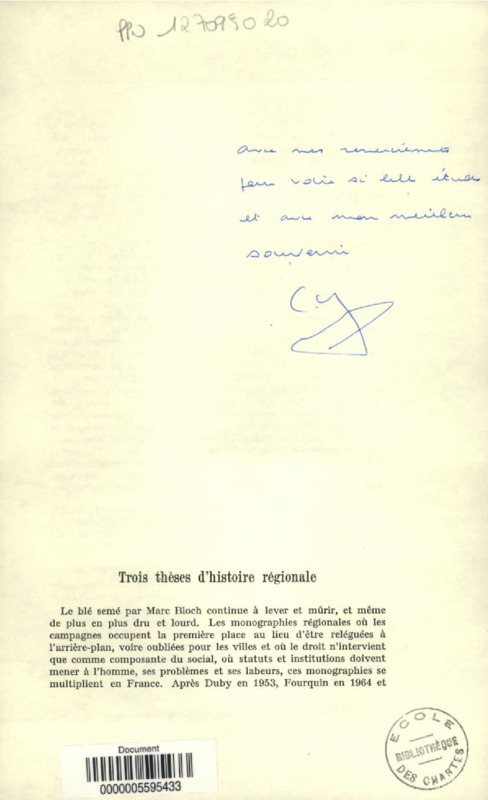 PPN 127095020
avec mes remerciements
pour votre si belle étude
et avec mon meilleur
souvenir
Trois thèses d'histoire régionale
Le blé semé par Marc Bloch continue à lever et mûrir, et même
de plus en plus dru et lourd. Les monographies régionales où les
campagnes occupent la première place au lieu d'être reléguées à
l'arrière-plan, voire oubliées pour les villes et où le droit n'intervient
que comme composante du social, où statuts et institutions doivent
mener à l'homme, ses problèmes et ses labeurs, ces monographies se
multiplient en France. Après Duby en 1953, Fourquin en 1964 et
ECOLE
BIBLIOTHÈQUE
DES CHARTES
Document
0000005595433